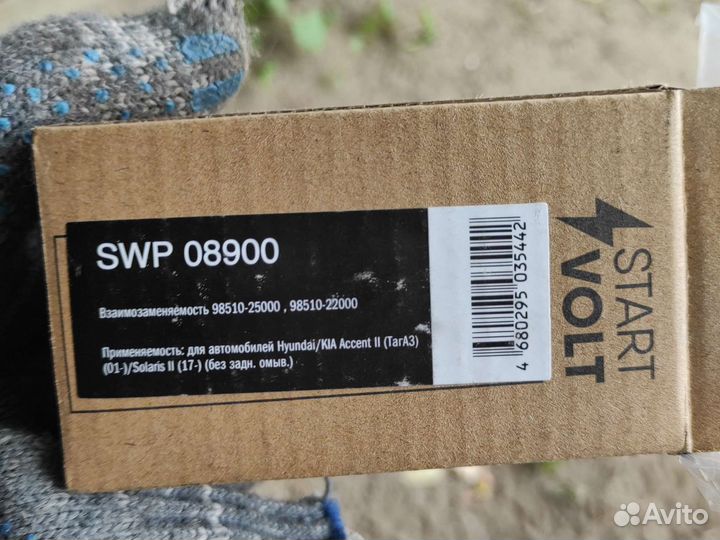 SWP 08900
Взаимозаменяемость 98510-25000 , 98510-22000
Применяемость: для автомобилей Hyundai/KIA Accent II (ТагАЗ)
(01-)/Solaris II (17-) (без задн. омыв.)
4 680295 035442
START
VOLT
Avito